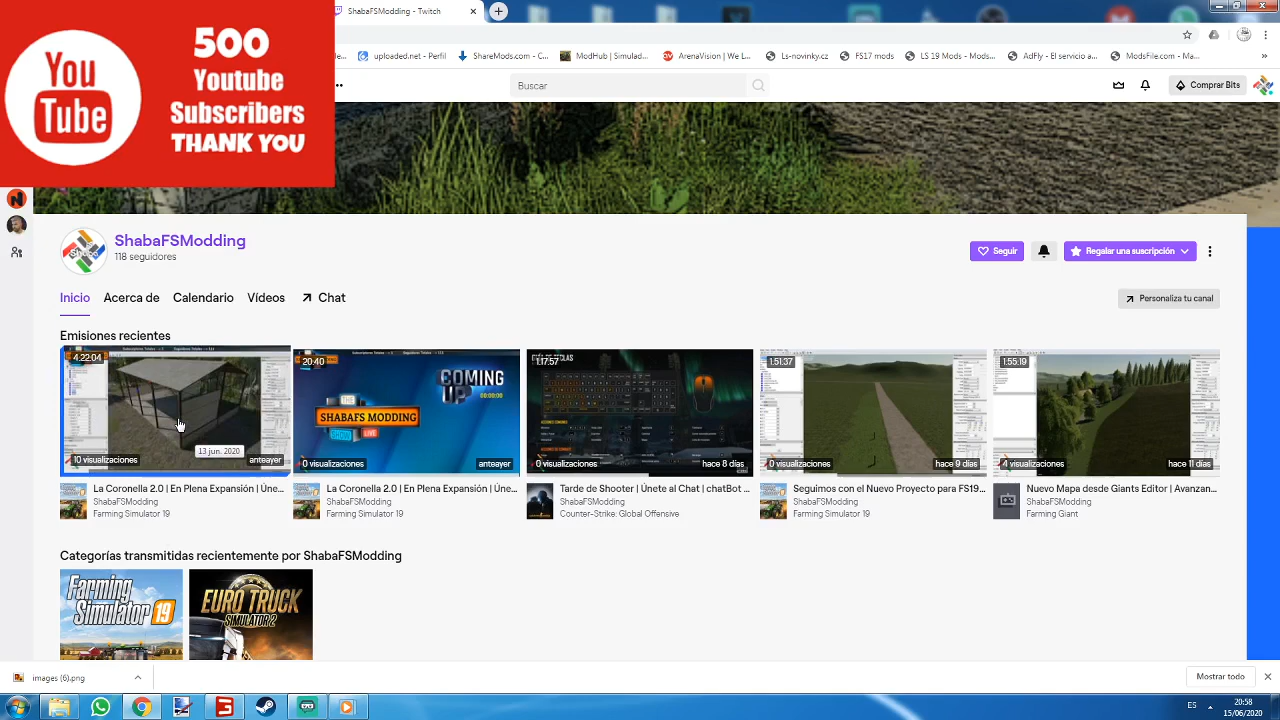 You
Tube
500
Youtube
Subscribers
THANK YOU
ShabaFSModding - Twitch
uploaded.net - Perfil
ShareMods.com - C...
ModHub | Simulad...
ArenaVision | We L...
Ls-novinky.cz
FS17 mods
LS 19 Mods - Mods...
AdFly - El servicio a...
ModsFile.com - Ma...
Buscar
Comprar Bits
ShabaFSModding
118 seguidores
Seguir
Regalar una suscripción
Inicio
Acerca de
Calendario
Vídeos
Chat
Personaliza tu canal
Emisiones recientes
4:22:04
10 visualizaciones
13 jun. 2020
anteayer
20:40
COMING
UP
00:00:00
SHABAFS MODDING
LIVE
0 visualizaciones
anteayer
1:17:57
0 visualizaciones
hace 8 días
1:51:37
0 visualizaciones
hace 9 días
1:55:19
4 visualizaciones
hace 11 días
La Coronella 2.0 | En Plena Expansión | Úne...
ShabaFSModding
Farming Simulator 19
La Coronella 2.0 | En Plena Expansión | Úne...
ShabaFSModding
Farming Simulator 19
Tarde de Shooter | Únete al Chat | chatBot ...
ShabaFSModding
Counter-Strike: Global Offensive
Seguimos con el Nuevo Proyecto para FS19...
ShabaFSModding
Farming Simulator 19
Nuevo Mapa desde Giants Editor | Avanzan...
ShabaFSModding
Farming Giant
Categorías transmitidas recientemente por ShabaFSModding
Farming
Simulator 19
EURO TRUCK
SIMULATOR 2
images (6).png
Mostrar todo
ES
20:58
15/06/2020